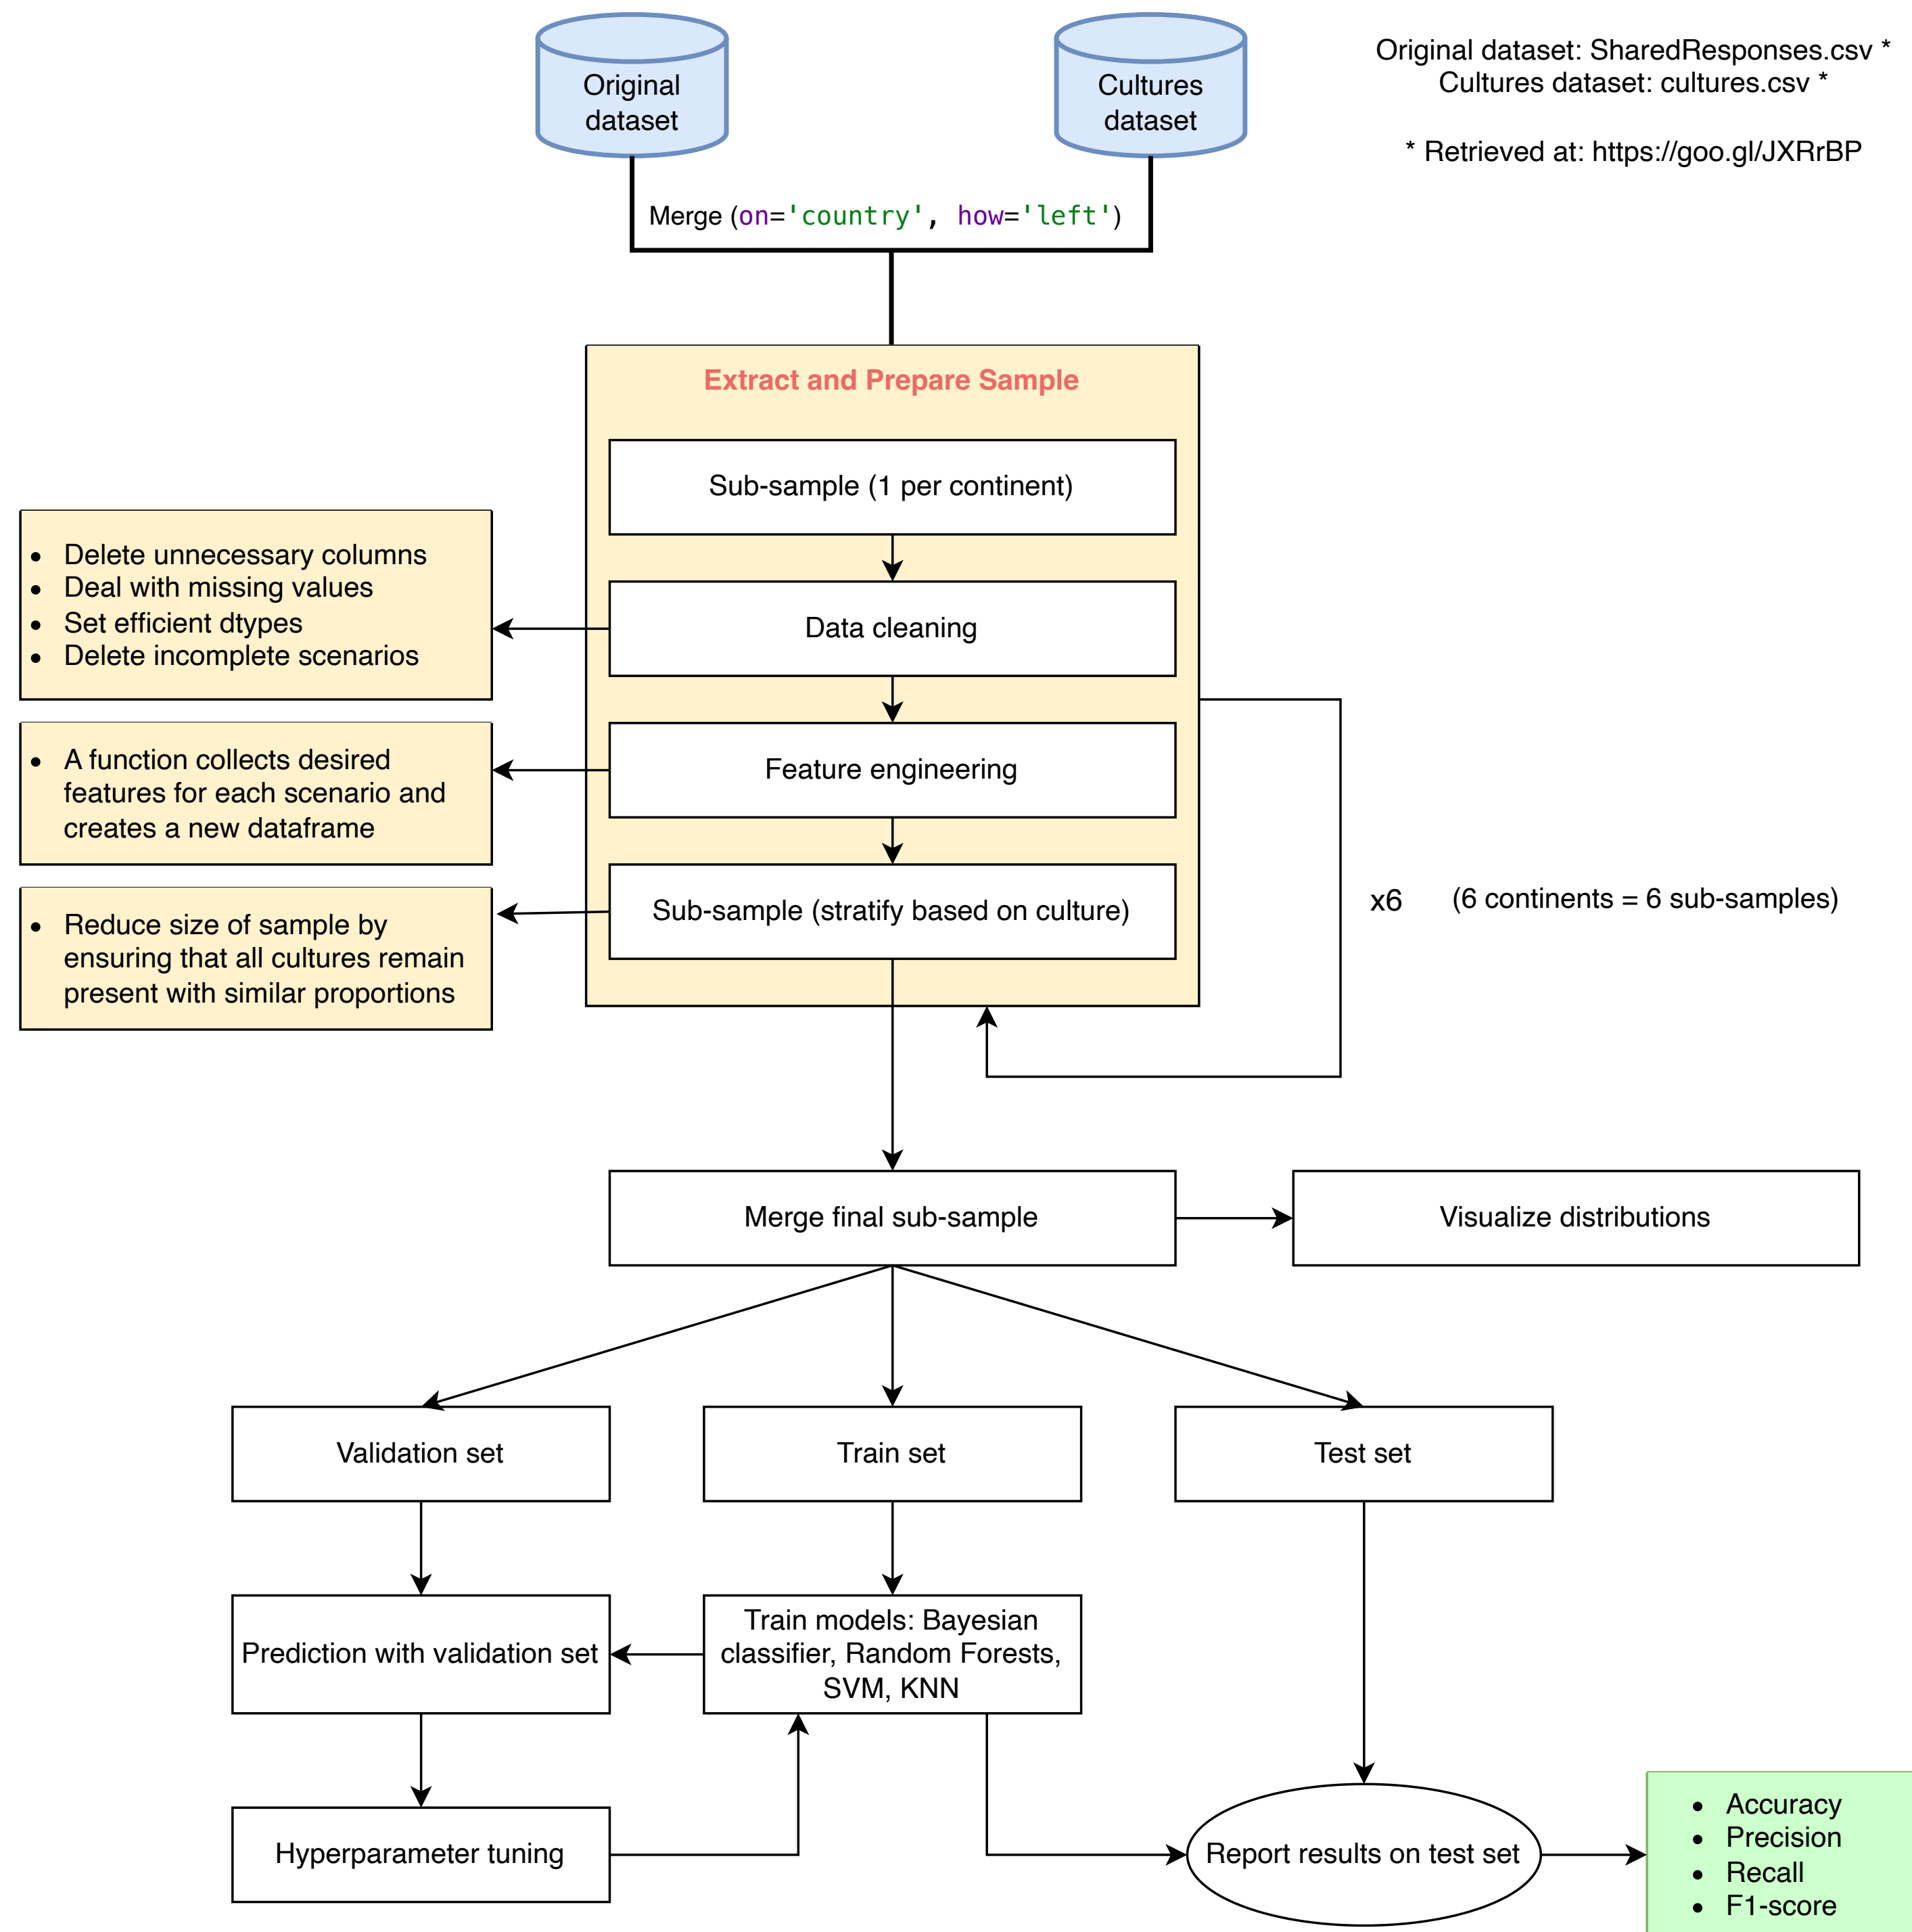 Original
dataset
Cultures
dataset
Original dataset: SharedResponses.csv *
Cultures dataset: cultures.csv *
* Retrieved at: https://goo.gl/JXRrBP
Merge (on='country', how='left')
Extract and Prepare Sample
Sub-sample (1 per continent)
• Delete unnecessary columns
• Deal with missing values
• Set efficient dtypes
• Delete incomplete scenarios
Data cleaning
• A function collects desired
features for each scenario and
creates a new dataframe
Feature engineering
• Reduce size of sample by
ensuring that all cultures remain
present with similar proportions
Sub-sample (stratify based on culture)
x6 (6 continents = 6 sub-samples)
Merge final sub-sample
Visualize distributions
Validation set
Train set
Test set
Prediction with validation set
Train models: Bayesian
classifier, Random Forests,
SVM, KNN
Hyperparameter tuning
Report results on test set
• Accuracy
• Precision
• Recall
• F1-score